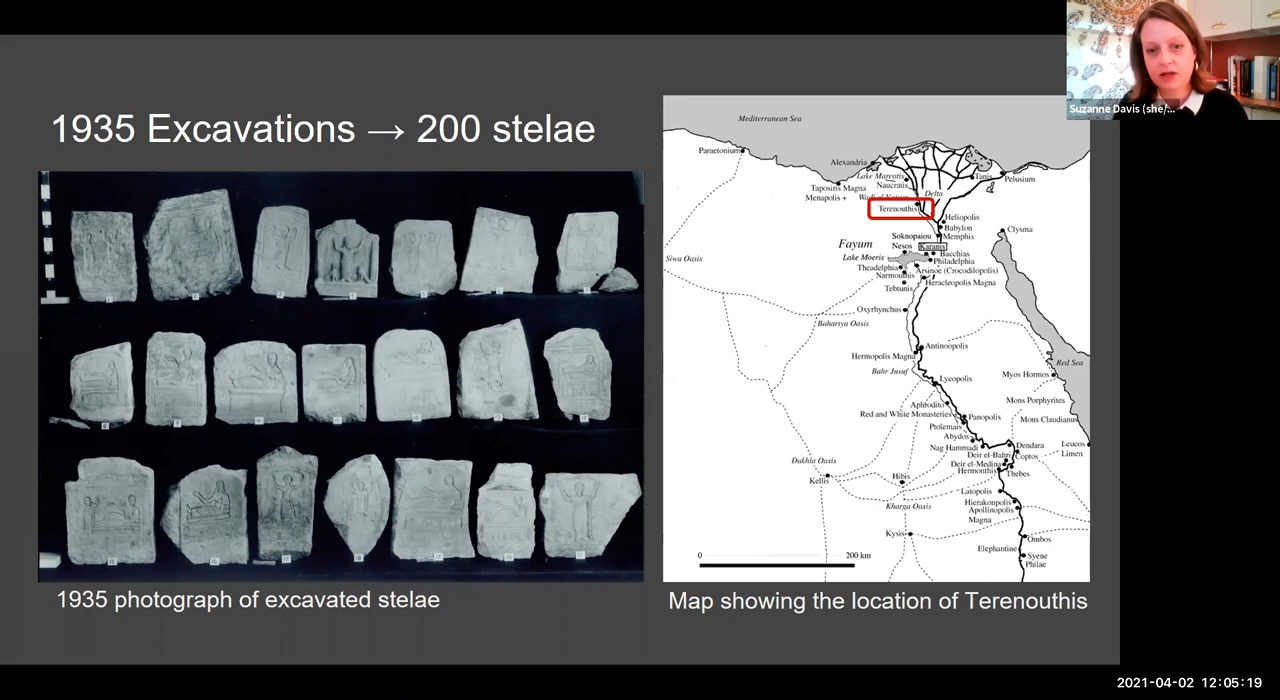 Suzanne Davis (she/...
1935 Excavations → 200 stelae
1935 photograph of excavated stelae
Mediterranean Sea
Paraetonium
Alexandria
Lake Mareotis
Tanis
Pelusium
Taposiris Magna
Naucratis
Menapolis +
Delta
Terenouthis
Heliopolis
Babylon
Soknopaiou
Memphis
Clysma
Fayum
Nesos
Karanis
Bacchias
Siwa Oasis
Lake Moeris
Philadelphia
Theadelphia
Arsinoe (Crocodilopolis)
Narmouthis
Tebtunis
Heracleopolis Magna
Oxyrhynchus
Bahariya Oasis
Antinoopolis
Hermopolis Magna
Red Sea
Bahr Jusuf
Lycopolis
Myos Hormos
Aphrodito
Mons Porphyrites
Red and White Monasteries
Panopolis
Mons Claudianus
Ptolemais
Abydos
Nag Hammadi
Dendara
Leucos
Limen
Deir el-Bahri
Coptos
Dakhla Oasis
Deir el-Medina
Hermonthis
Thebes
Kellis
Hibis
Latopolis
Kharga Oasis
Hierakonpolis
Apollinopolis
Magna
Kysis
Ombos
Elephantine
Syene
Philae
0
200 km
Map showing the location of Terenouthis
2021-04-02 12:05:19